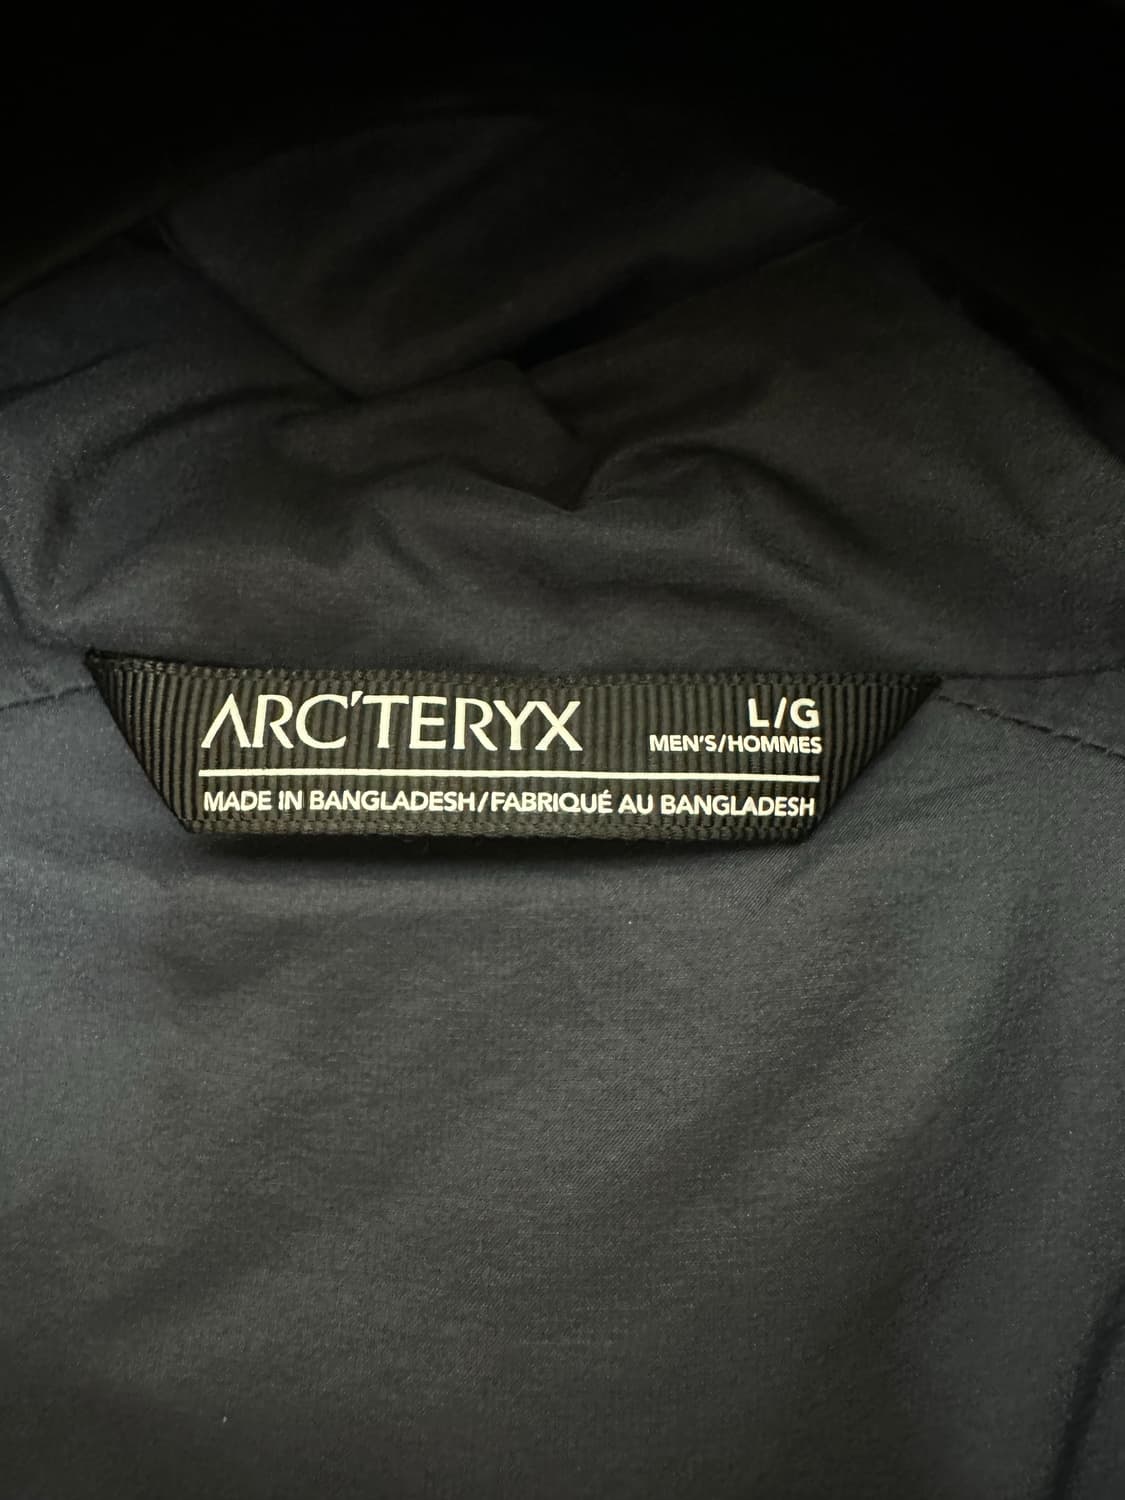 ARC'TERYX
L/G
MEN'S/HOMMES
MADE IN BANGLADESH/FABRIQUÉ AU BANGLADESH